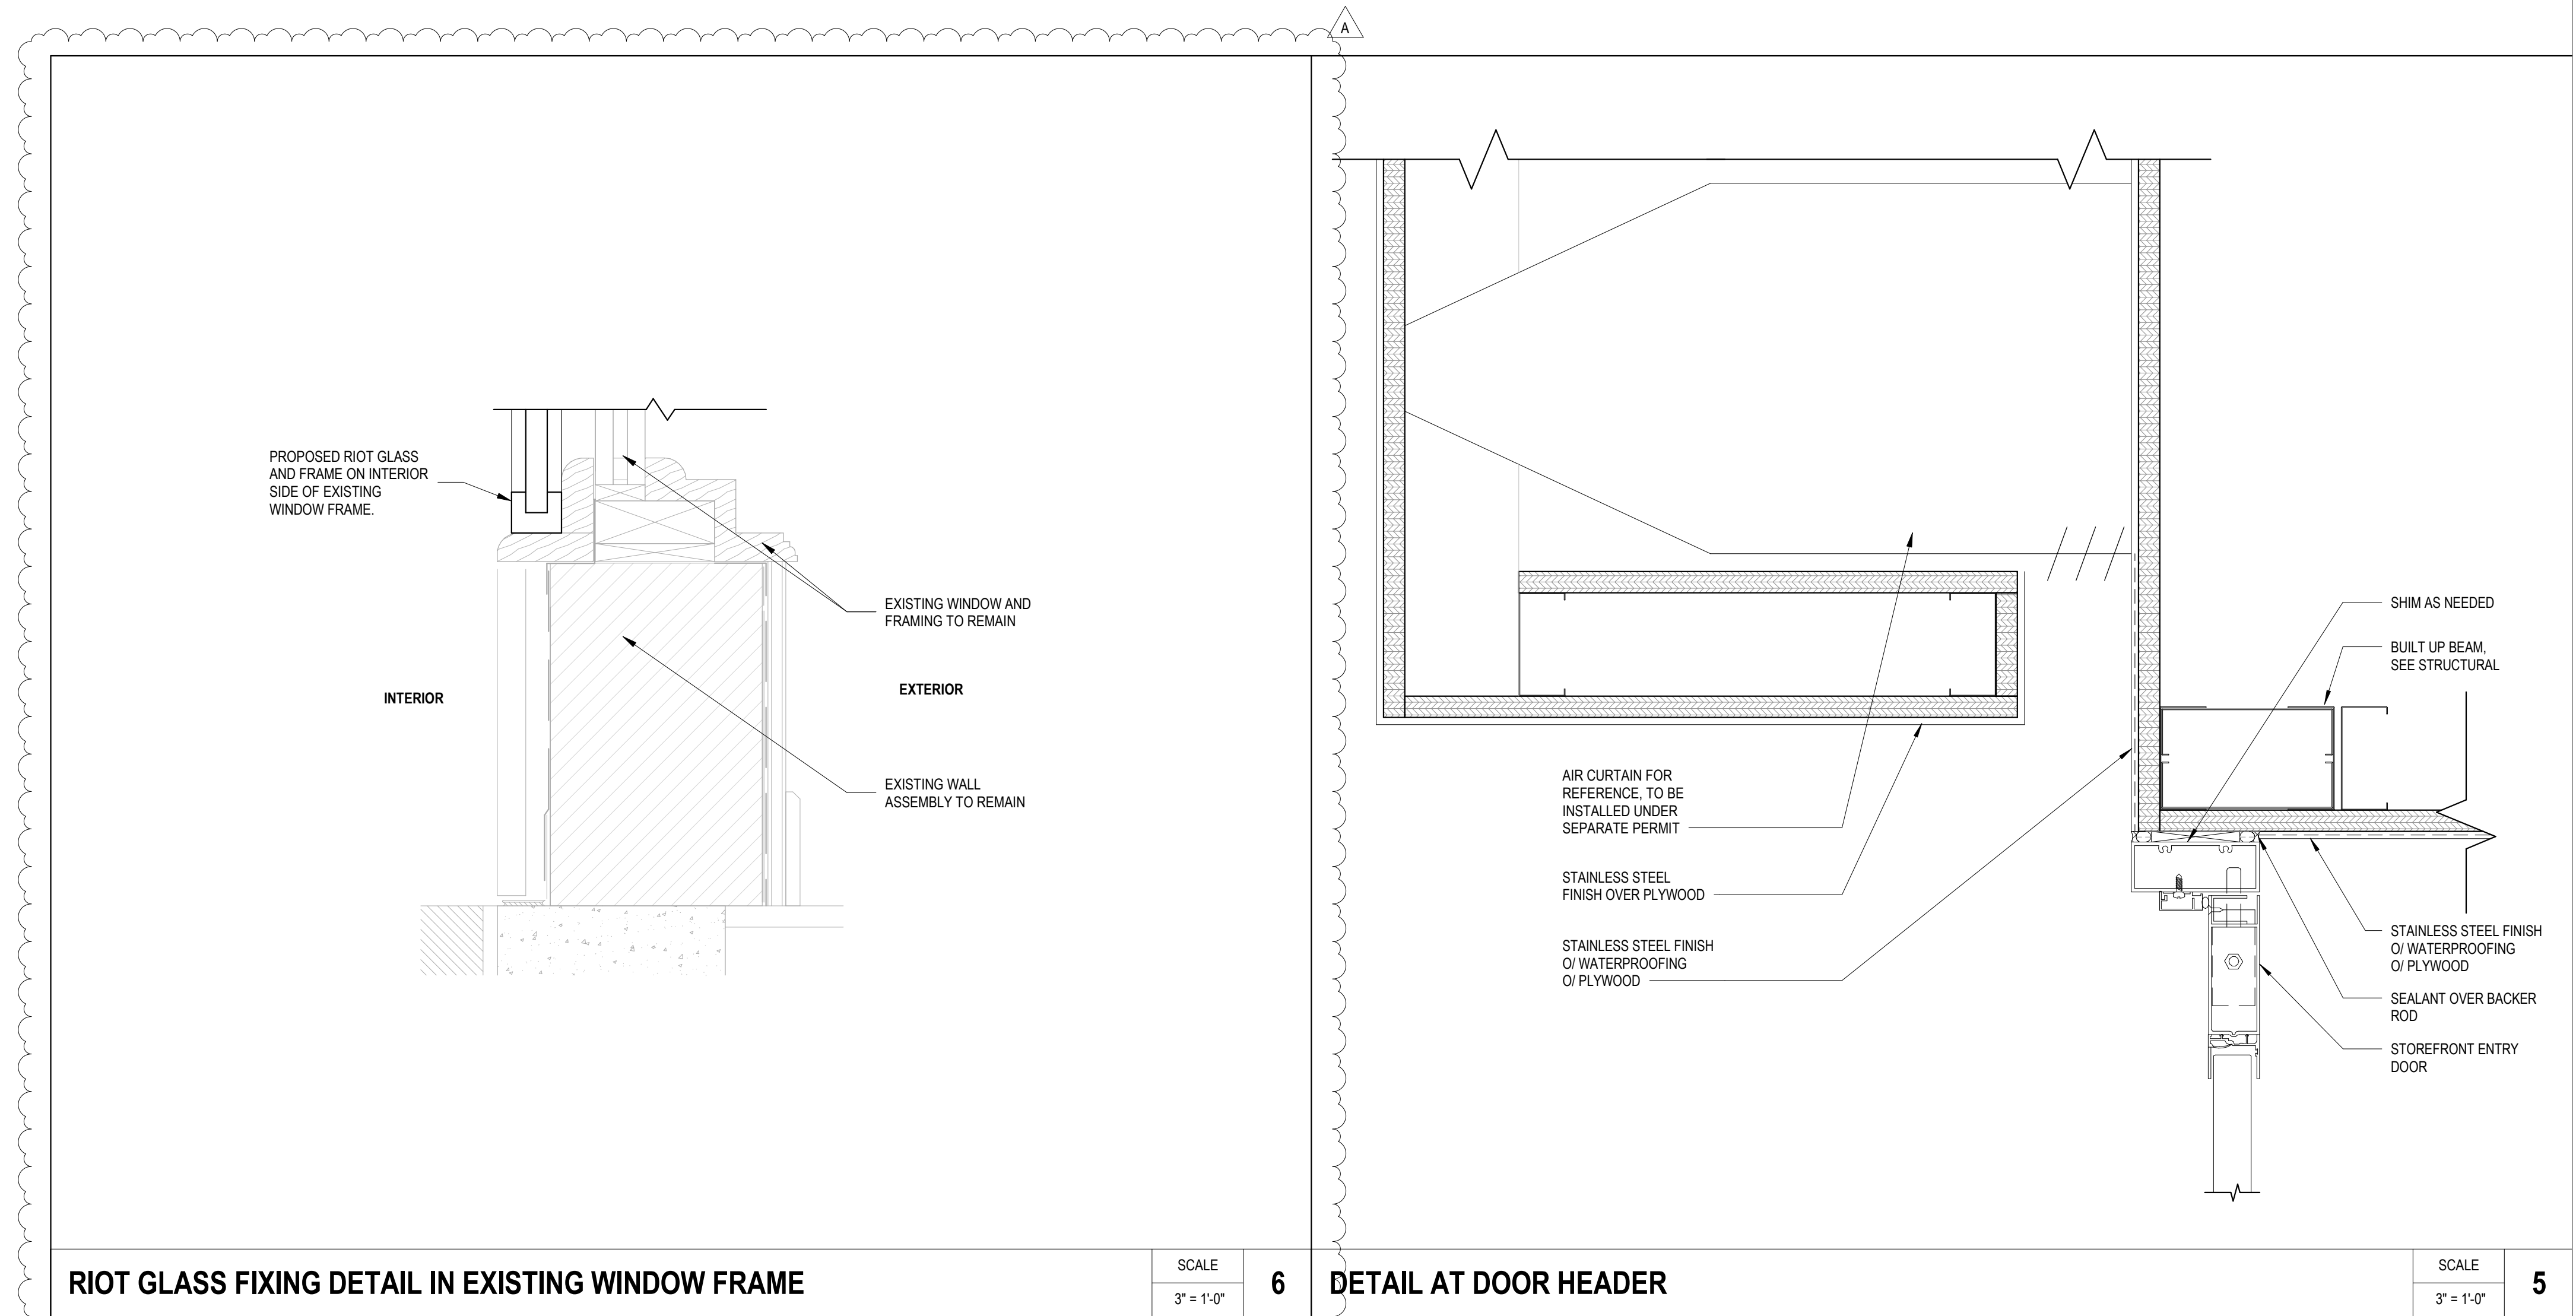 A
PROPOSED RIOT GLASS
AND FRAME ON INTERIOR
SIDE OF EXISTING
WINDOW FRAME.
EXISTING WINDOW AND
FRAMING TO REMAIN
INTERIOR
EXTERIOR
EXISTING WALL
ASSEMBLY TO REMAIN
RIOT GLASS FIXING DETAIL IN EXISTING WINDOW FRAME
SCALE
3" = 1'-0"
6
AIR CURTAIN FOR
REFERENCE, TO BE
INSTALLED UNDER
SEPARATE PERMIT
STAINLESS STEEL
FINISH OVER PLYWOOD
STAINLESS STEEL FINISH
O/ WATERPROOFING
O/ PLYWOOD
SHIM AS NEEDED
BUILT UP BEAM,
SEE STRUCTURAL
STAINLESS STEEL FINISH
O/ WATERPROOFING
O/ PLYWOOD
SEALANT OVER BACKER
ROD
STOREFRONT ENTRY
DOOR
DETAIL AT DOOR HEADER
SCALE
3" = 1'-0"
5